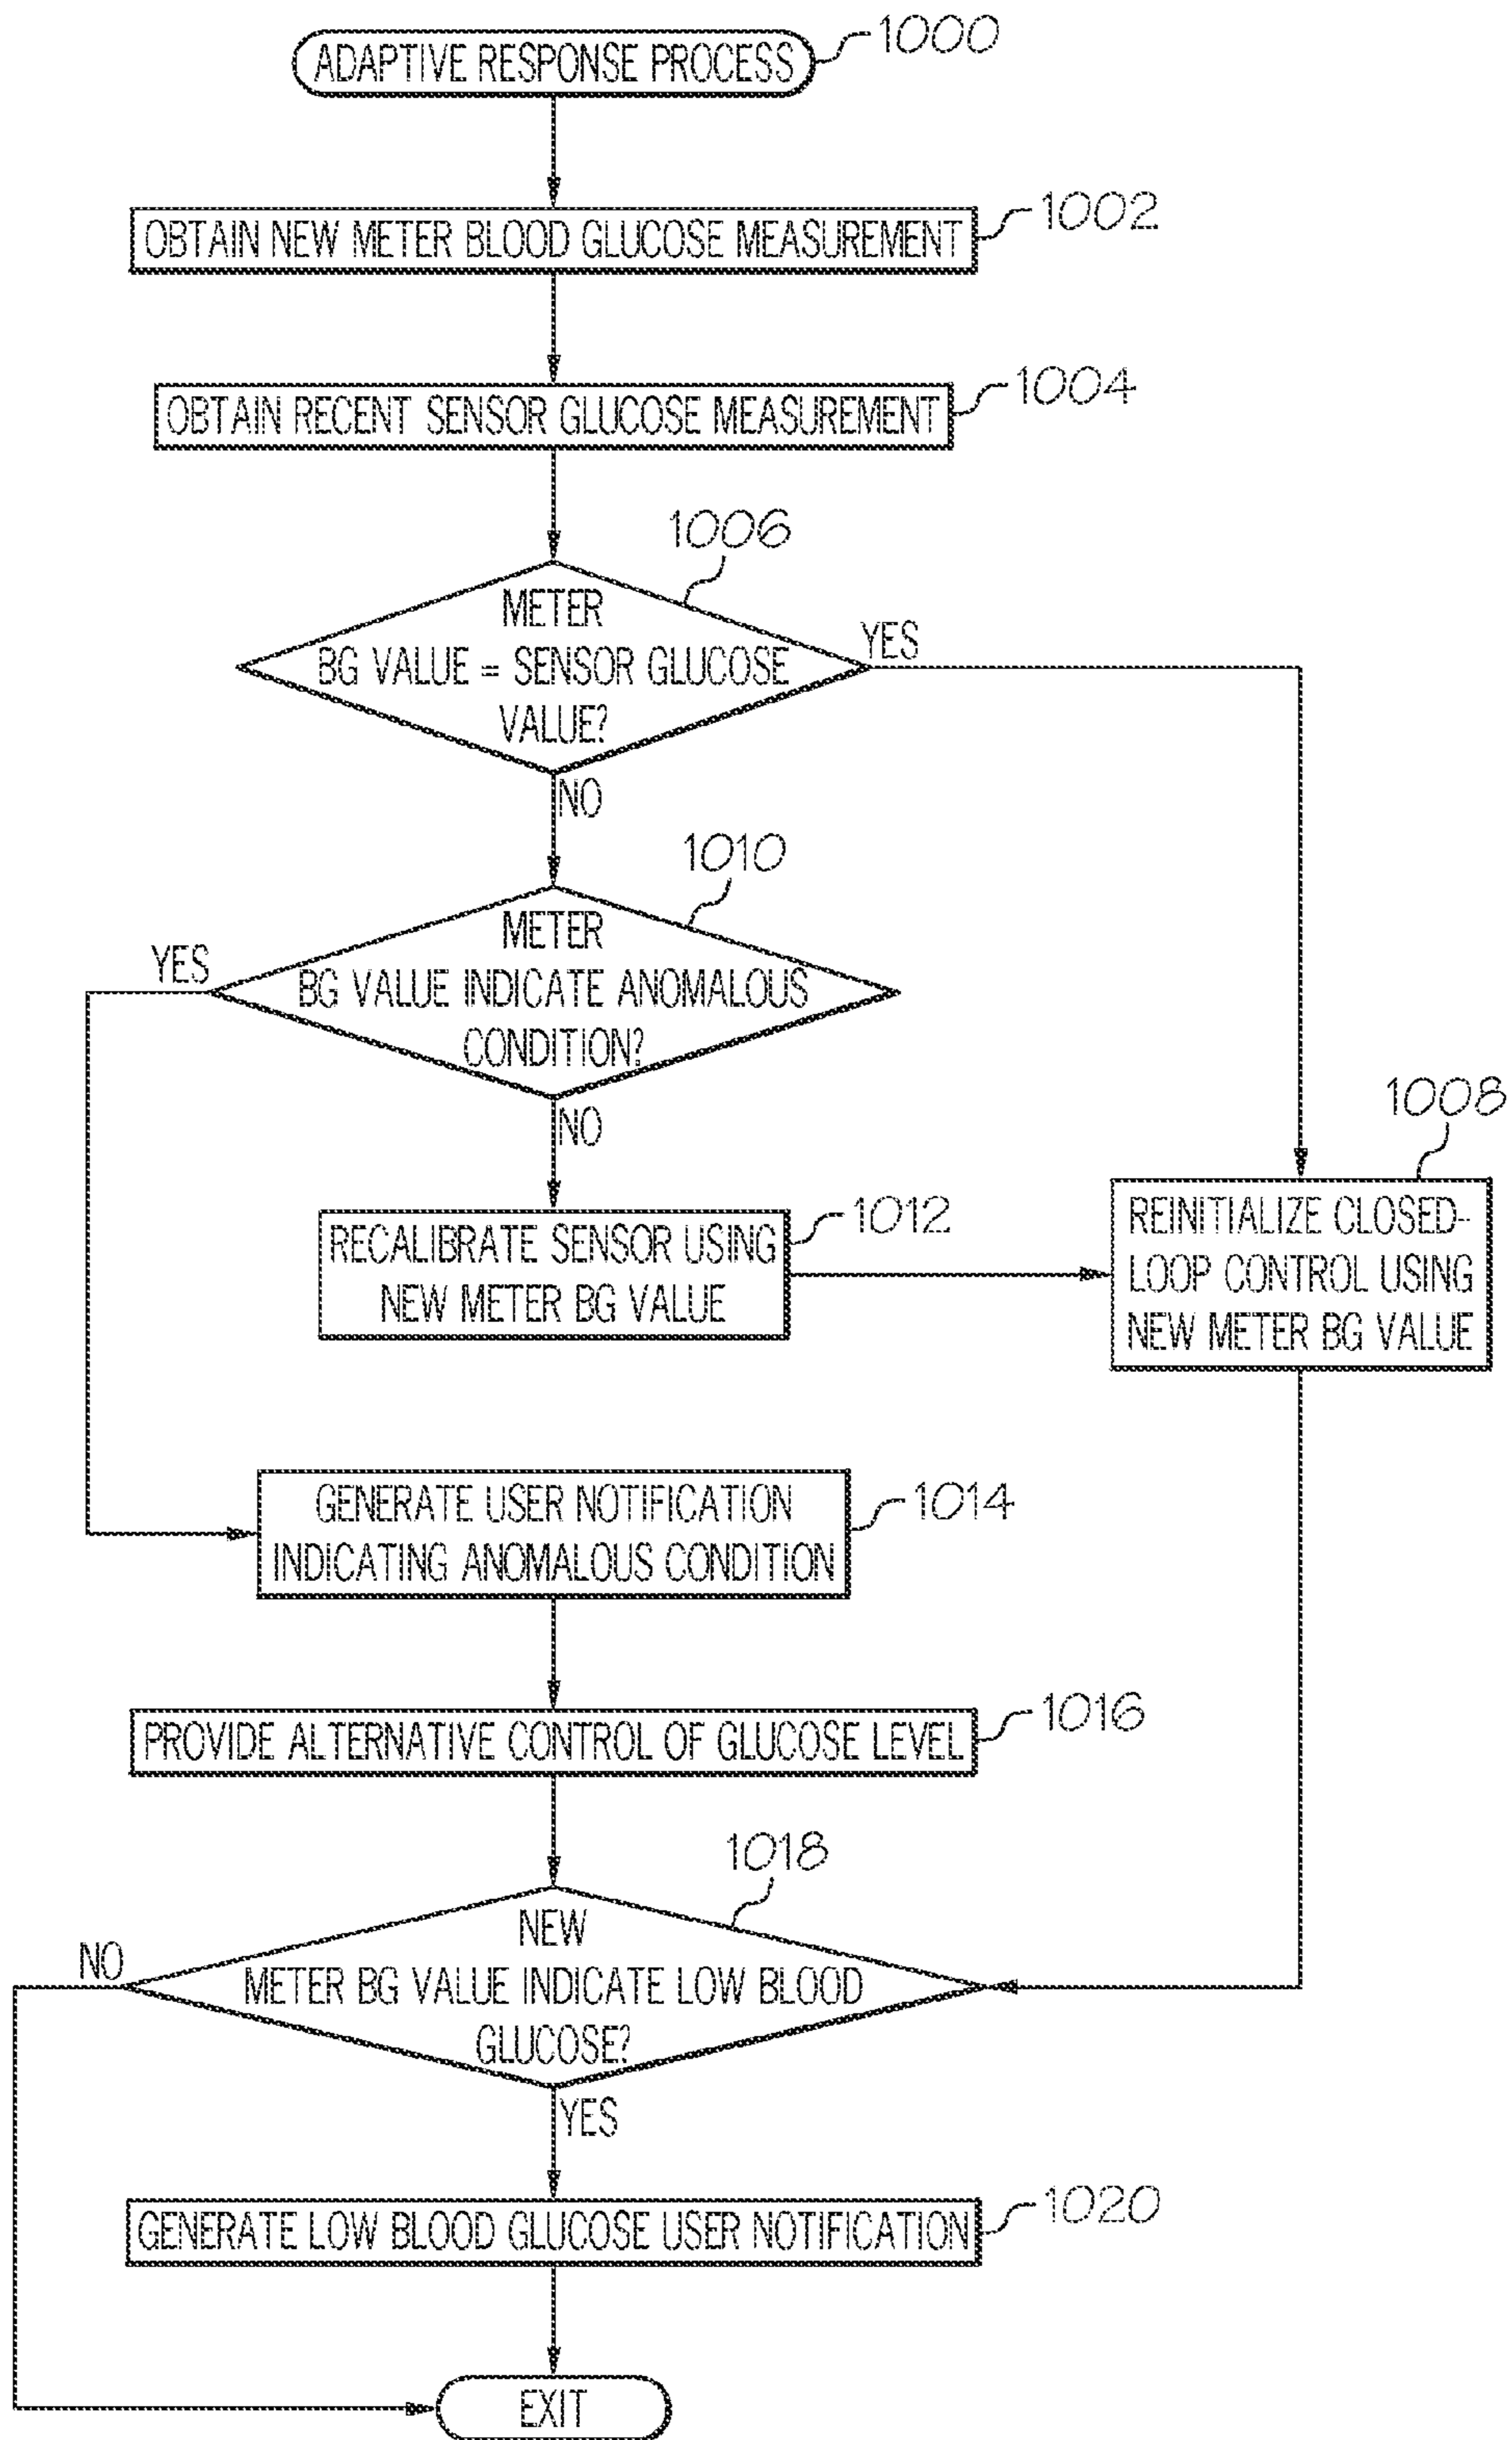 ADAPTIVE RESPONSE PROCESS
1000
OBTAIN NEW METER BLOOD GLUCOSE MEASUREMENT
1002
OBTAIN RECENT SENSOR GLUCOSE MEASUREMENT
1004
1006
METER
BG VALUE = SENSOR GLUCOSE
VALUE?
YES
NO
1010
METER
BG VALUE INDICATE ANOMALOUS
CONDITION?
YES
NO
1008
REINITIALIZE CLOSED-
LOOP CONTROL USING
NEW METER BG VALUE
RECALIBRATE SENSOR USING
NEW METER BG VALUE
1012
GENERATE USER NOTIFICATION
INDICATING ANOMALOUS CONDITION
1014
PROVIDE ALTERNATIVE CONTROL OF GLUCOSE LEVEL
1016
1018
NEW
METER BG VALUE INDICATE LOW BLOOD
GLUCOSE?
NO
YES
GENERATE LOW BLOOD GLUCOSE USER NOTIFICATION
1020
EXIT